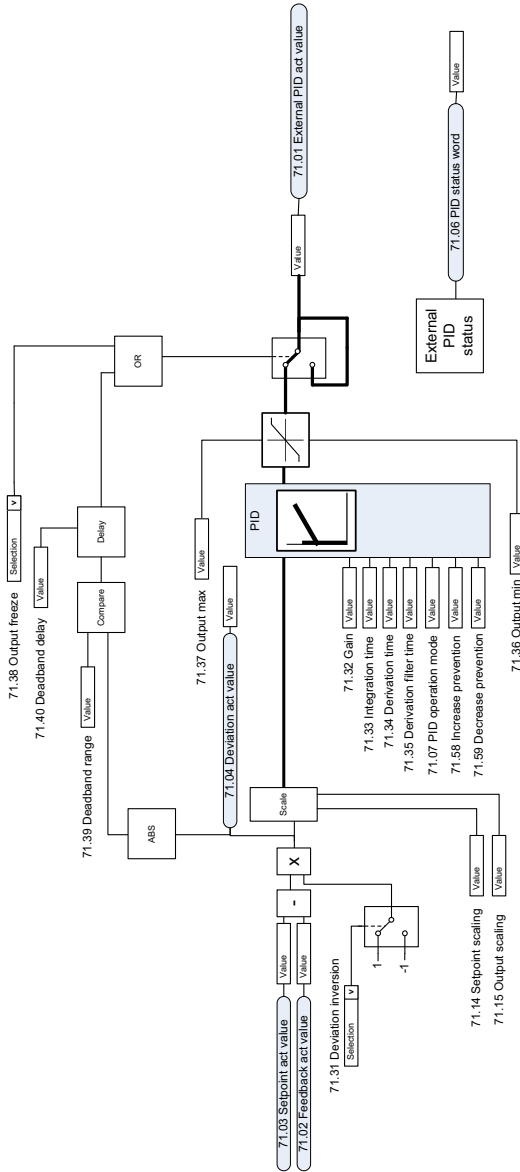 71.38 Output freeze
Selection
v
71.40 Deadband delay
Value
71.39 Deadband range
Value
Compare
Delay
OR
ABS
71.37 Output max
Value
71.04 Deviation act value
Value
71.03 Setpoint act value
Value
71.02 Feedback act value
Value
-
X
Scale
PID
Value
71.01 External PID act value
71.31 Deviation inversion
Selection
v
1
-1
71.14 Setpoint scaling
Value
71.15 Output scaling
Value
71.32 Gain
Value
71.33 Integration time
Value
71.34 Derivation time
Value
71.35 Derivation filter time
Value
71.07 PID operation mode
Value
71.58 Increase prevention
Value
71.59 Decrease prevention
Value
71.36 Output min
Value
External
PID
status
71.06 PID status word
Value